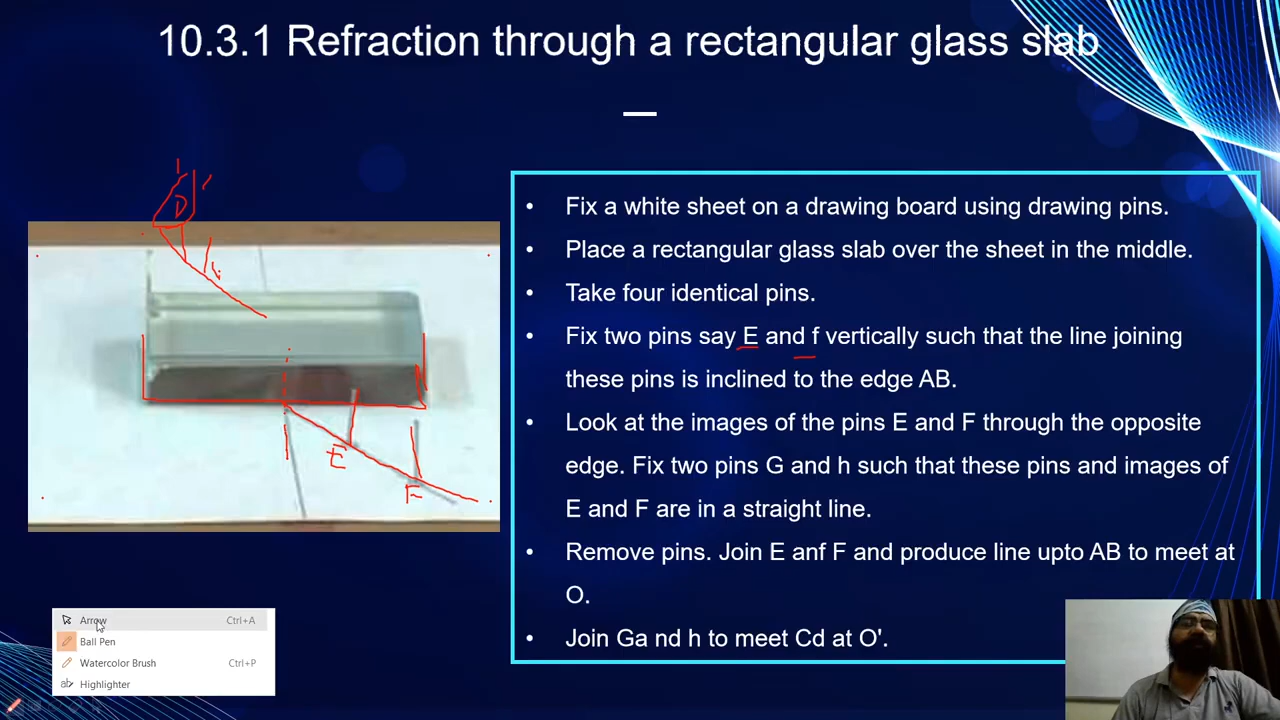 10.3.1 Refraction through a rectangular glass slab
• Fix a white sheet on a drawing board using drawing pins.
• Place a rectangular glass slab over the sheet in the middle.
• Take four identical pins.
• Fix two pins say E and f vertically such that the line joining
these pins is inclined to the edge AB.
• Look at the images of the pins E and F through the opposite
edge. Fix two pins G and h such that these pins and images of
E and F are in a straight line.
• Remove pins. Join E anf F and produce line upto AB to meet at
O.
• Join Ga nd h to meet Cd at O'.
E
F
Arrow Ctrl+A
Ball Pen
Watercolor Brush Ctrl+P
ab Highlighter